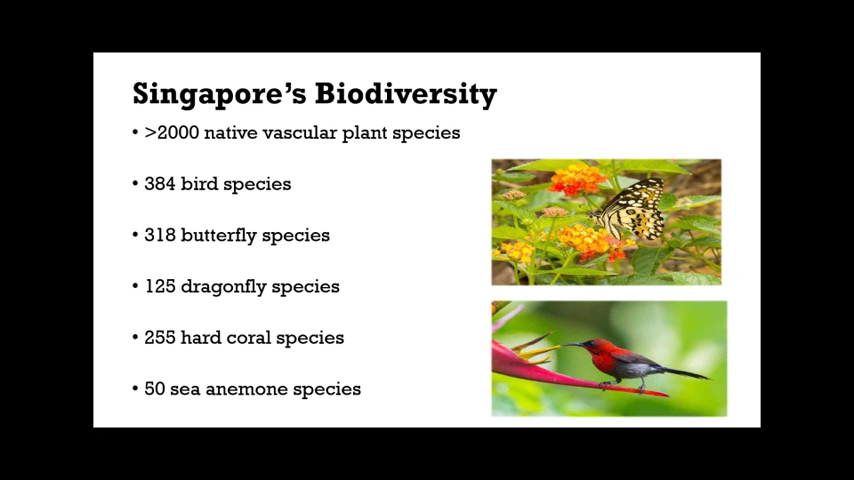 Singapore’s Biodiversity
• >2000 native vascular plant species
• 384 bird species
• 318 butterfly species
• 125 dragonfly species
• 255 hard coral species
• 50 sea anemone species